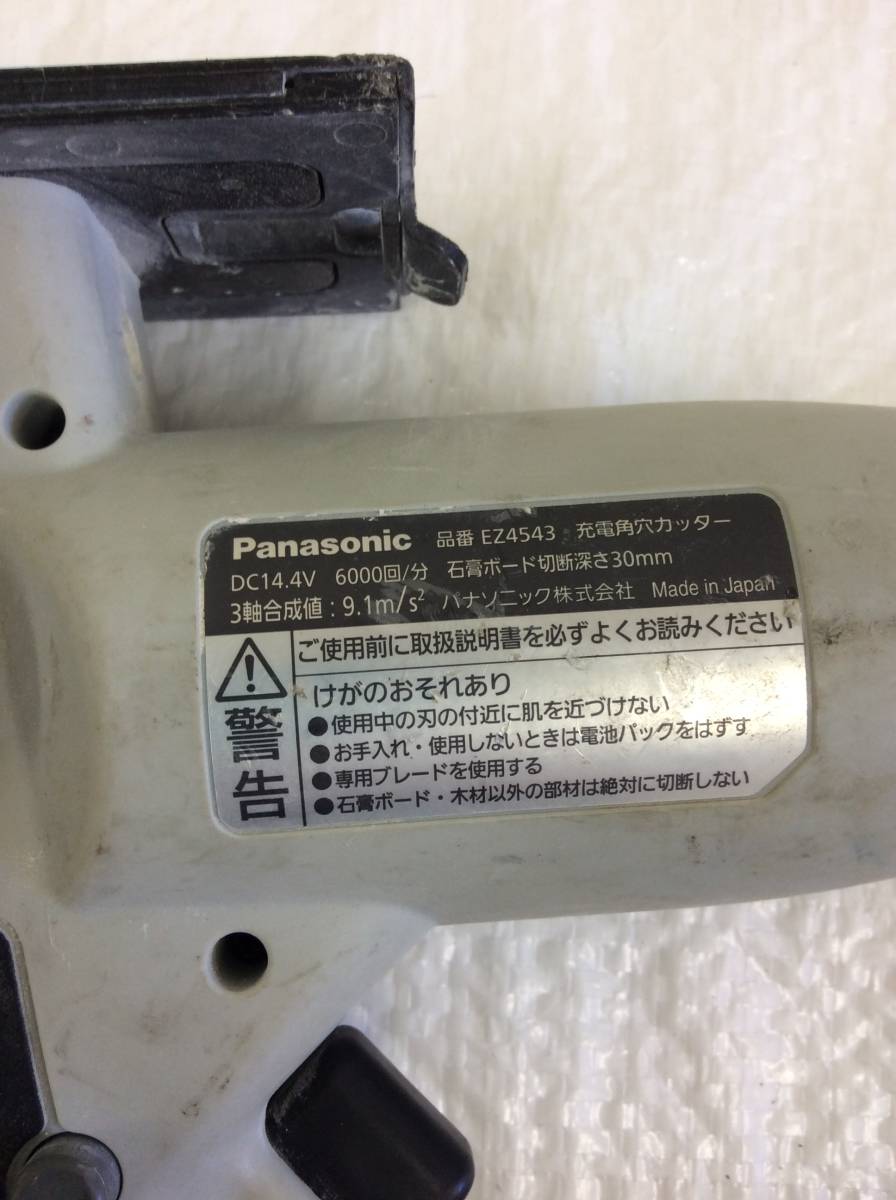 Panasonic 品番 EZ4543 充電角穴カッター
DC14.4V 6000回/分 石膏ボード切断深さ30mm
3軸合成値：9.1m/s² パナソニック株式会社 Made in Japan
警告
ご使用前に取扱説明書を必ずよくお読みください
けがのおそれあり
●使用中の刃の付近に肌を近づけない
●お手入れ・使用しないときは電池パックをはずす
●専用ブレードを使用する
●石膏ボード・木材以外の部材は絶対に切断しない